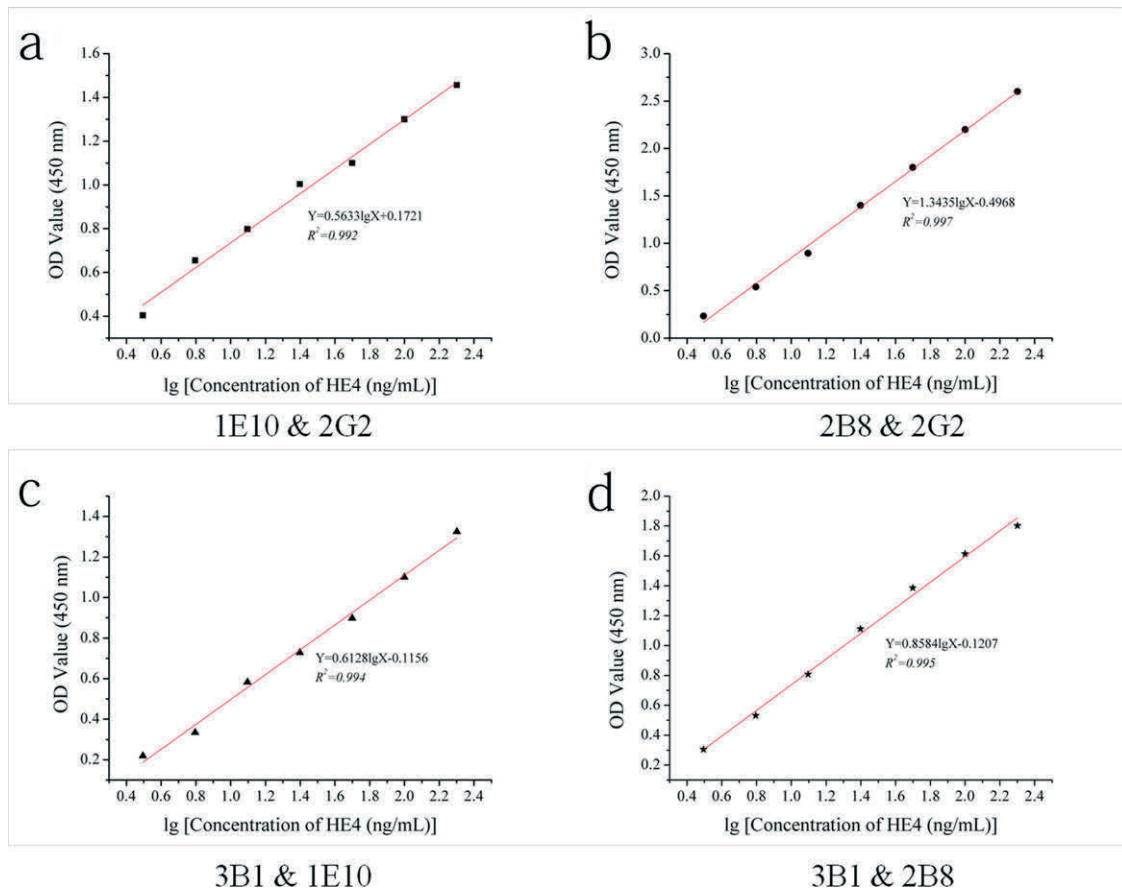 a
1.6
1.4
1.2
1.0
0.8
0.6
0.4
OD Value (450 nm)
Y=0.5633lgX+0.1721
R²=0.992
0.4 0.6 0.8 1.0 1.2 1.4 1.6 1.8 2.0 2.2 2.4
lg [Concentration of HE4 (ng/mL)]
1E10 & 2G2
b
3.0
2.5
2.0
1.5
1.0
0.5
0.0
OD Value (450 nm)
Y=1.3435lgX-0.4968
R²=0.997
0.4 0.6 0.8 1.0 1.2 1.4 1.6 1.8 2.0 2.2 2.4
lg [Concentration of HE4 (ng/mL)]
2B8 & 2G2
c
1.4
1.2
1.0
0.8
0.6
0.4
0.2
OD Value (450 nm)
Y=0.6128lgX-0.1156
R²=0.994
0.4 0.6 0.8 1.0 1.2 1.4 1.6 1.8 2.0 2.2 2.4
lg [Concentration of HE4 (ng/mL)]
3B1 & 1E10
d
2.0
1.8
1.6
1.4
1.2
1.0
0.8
0.6
0.4
0.2
OD Value (450 nm)
Y=0.8584lgX-0.1207
R²=0.995
0.4 0.6 0.8 1.0 1.2 1.4 1.6 1.8 2.0 2.2 2.4
lg [Concentration of HE4 (ng/mL)]
3B1 & 2B8